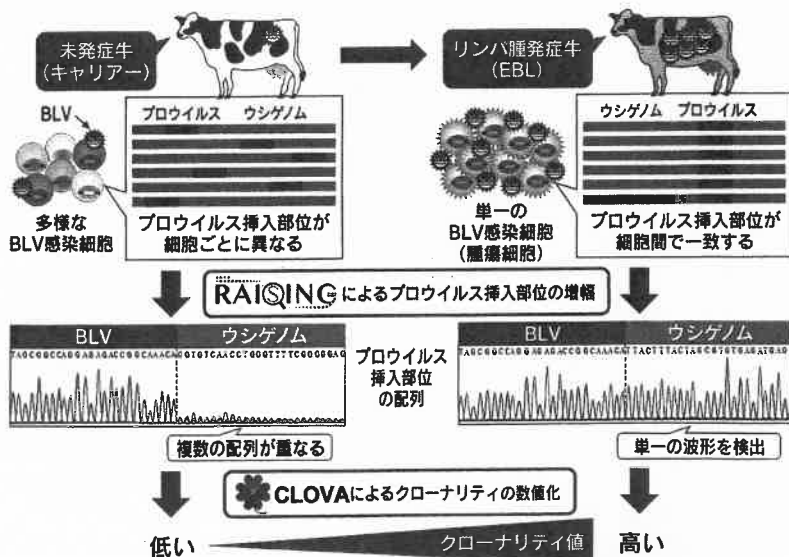 未発症牛
(キャリアー)
リンパ腫発症牛
(EBL)
BLV
プロウイルス ウシゲノム
ウシゲノム プロウイルス
多様な
BLV感染細胞
プロウイルス挿入部位が
細胞ごとに異なる
単一の
BLV感染細胞
(腫瘍細胞)
プロウイルス挿入部位が
細胞間で一致する
RAISINGによるプロウイルス挿入部位の増幅
BLV ウシゲノム
プロウイルス
挿入部位
の配列
BLV ウシゲノム
複数の配列が重なる
単一の波形を検出
CLOVAによるクローナリティの数値化
低い クローナリティ値 高い